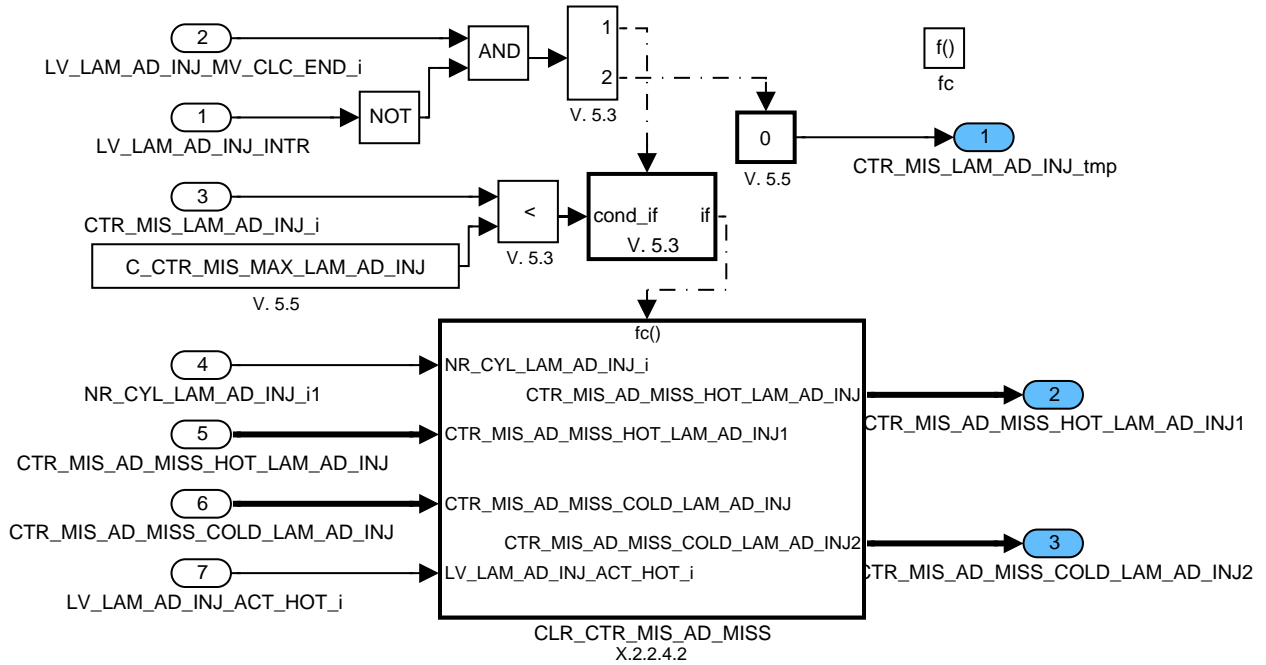 2
LV_LAM_AD_INJ_MV_CLC_END_i
AND
1
2
V. 5.3
f()
fc
1
LV_LAM_AD_INJ_INTR
NOT
0
V. 5.5
1
CTR_MIS_LAM_AD_INJ_tmp
3
CTR_MIS_LAM_AD_INJ_i
<
V. 5.3
cond_if if
V. 5.3
C_CTR_MIS_MAX_LAM_AD_INJ
V. 5.5
fc()
4
NR_CYL_LAM_AD_INJ_i1
NR_CYL_LAM_AD_INJ_i
CTR_MIS_AD_MISS_HOT_LAM_AD_INJ
2
CTR_MIS_AD_MISS_HOT_LAM_AD_INJ1
5
CTR_MIS_AD_MISS_HOT_LAM_AD_INJ
CTR_MIS_AD_MISS_HOT_LAM_AD_INJ1
6
CTR_MIS_AD_MISS_COLD_LAM_AD_INJ
CTR_MIS_AD_MISS_COLD_LAM_AD_INJ
CTR_MIS_AD_MISS_COLD_LAM_AD_INJ2
3
CTR_MIS_AD_MISS_COLD_LAM_AD_INJ2
7
LV_LAM_AD_INJ_ACT_HOT_i
LV_LAM_AD_INJ_ACT_HOT_i
CLR_CTR_MIS_AD_MISS
X.2.2.4.2